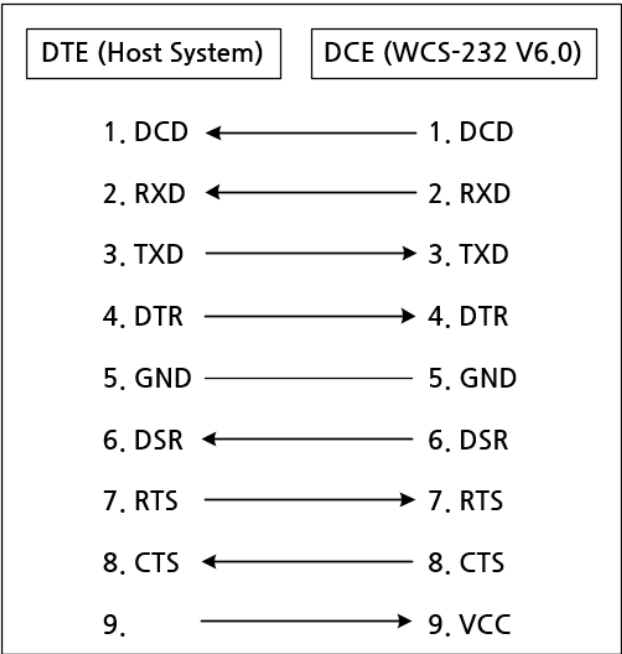 DTE (Host System) DCE (WCS-232 V6.0)
1. DCD 1. DCD
2. RXD 2. RXD
3. TXD 3. TXD
4. DTR 4. DTR
5. GND 5. GND
6. DSR 6. DSR
7. RTS 7. RTS
8. CTS 8. CTS
9. 9. VCC